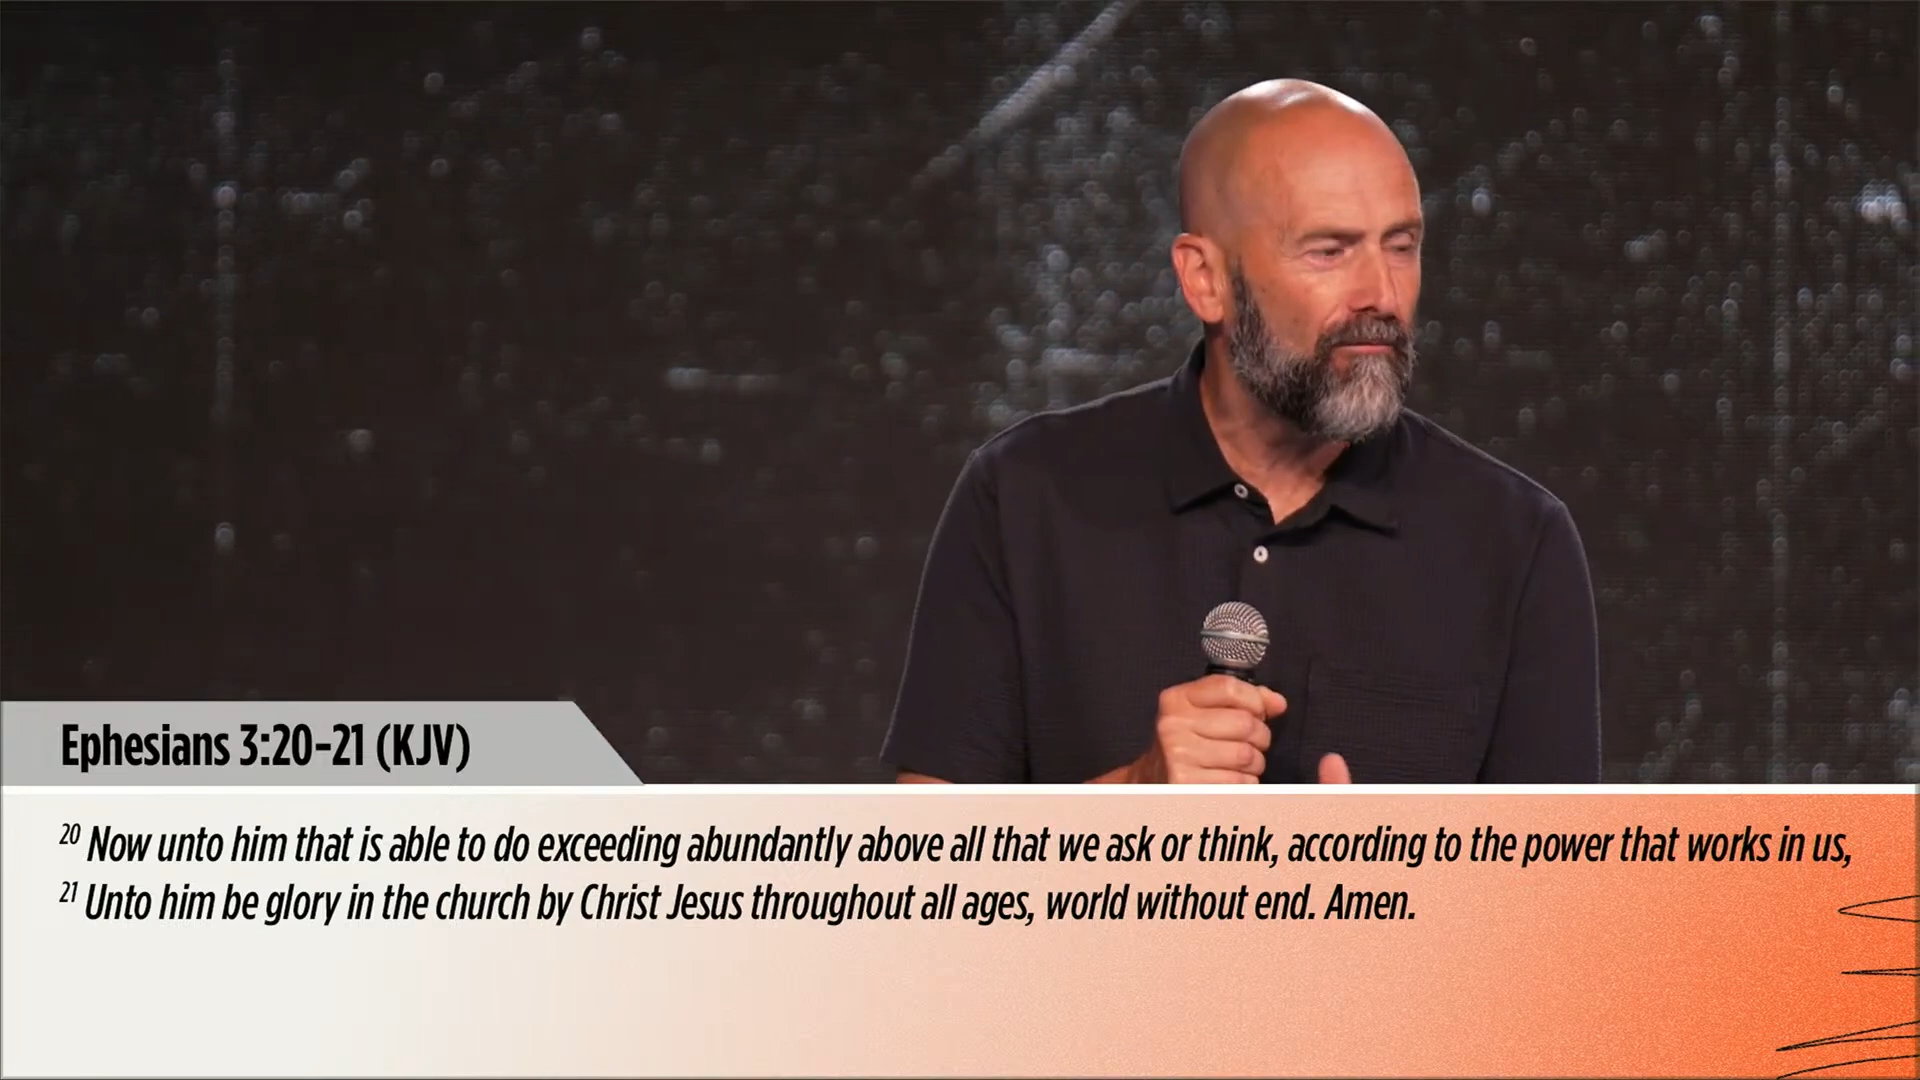 Ephesians 3:20-21 (KJV)
20 Now unto him that is able to do exceeding abundantly above all that we ask or think, according to the power that works in us,
21 Unto him be glory in the church by Christ Jesus throughout all ages, world without end. Amen.